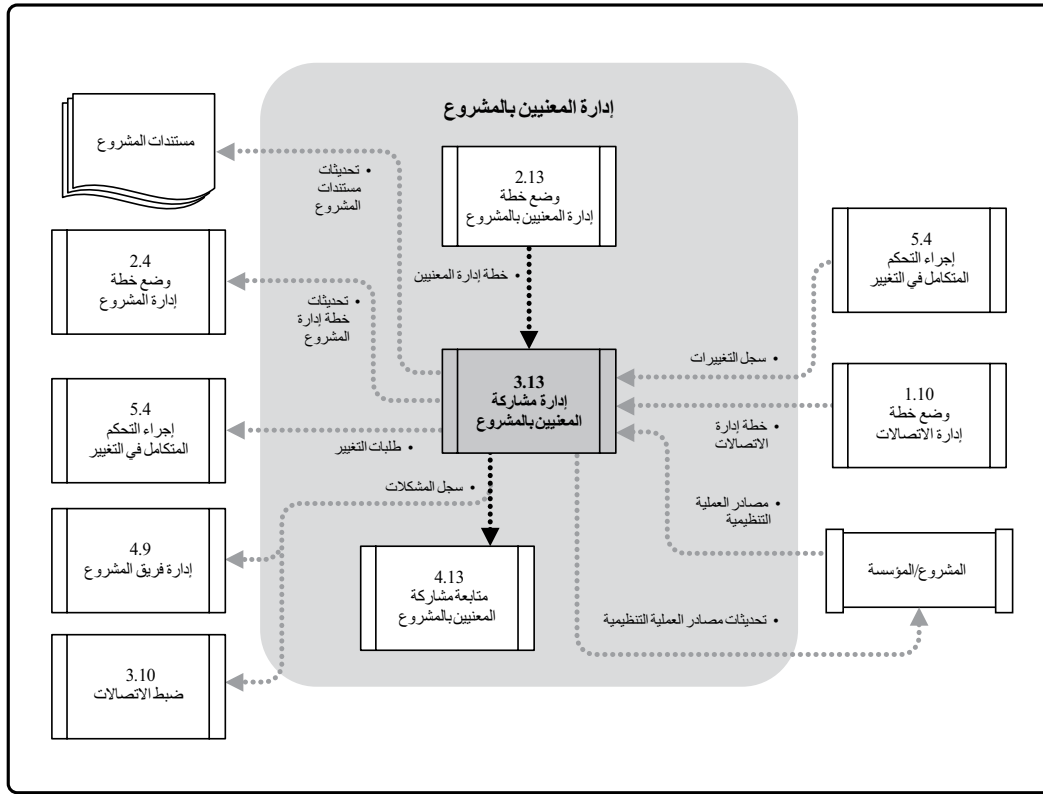 إدارة المعنيين بالمشروع
2.13
وضع خطة
إدارة المعنيين بالمشروع
• خطة إدارة المعنيين
5.4
إجراء التحكم
المتكامل في التغيير
• سجل التغييرات
1.10
وضع خطة
إدارة الاتصالات
• خطة إدارة
الاتصالات
المشروع/المؤسسة
• مصادر العملية
التنظيمية
• تحديثات مصادر العملية التنظيمية
3.13
إدارة مشاركة
المعنيين بالمشروع
• سجل المشكلات
4.13
متابعة مشاركة
المعنيين بالمشروع
مستندات المشروع
• تحديثات
مستندات
المشروع
2.4
وضع خطة
إدارة المشروع
• تحديثات
خطة إدارة
المشروع
5.4
إجراء التحكم
المتكامل في التغيير
• طلبات التغيير
4.9
إدارة فريق المشروع
3.10
ضبط الاتصالات